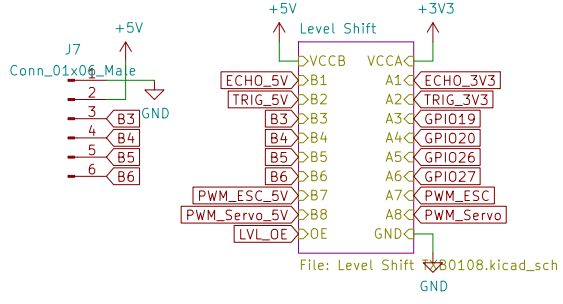 +5V
J7
Conn_01x06_Male
1
2
3
4
5
6
GND
B3
B4
B5
B6
+5V
+3V3
Level Shift
VCCB VCCA
ECHO_5V B1 A1 ECHO_3V3
TRIG_5V B2 A2 TRIG_3V3
B3 B3 A3 GPIO19
B4 B4 A4 GPIO20
B5 B5 A5 GPIO26
B6 B6 A6 GPIO27
PWM_ESC_5V B7 A7 PWM_ESC
PWM_Servo_5V B8 A8 PWM_Servo
LVL_OE OE GND
File: Level Shift TXB0108.kicad_sch
GND